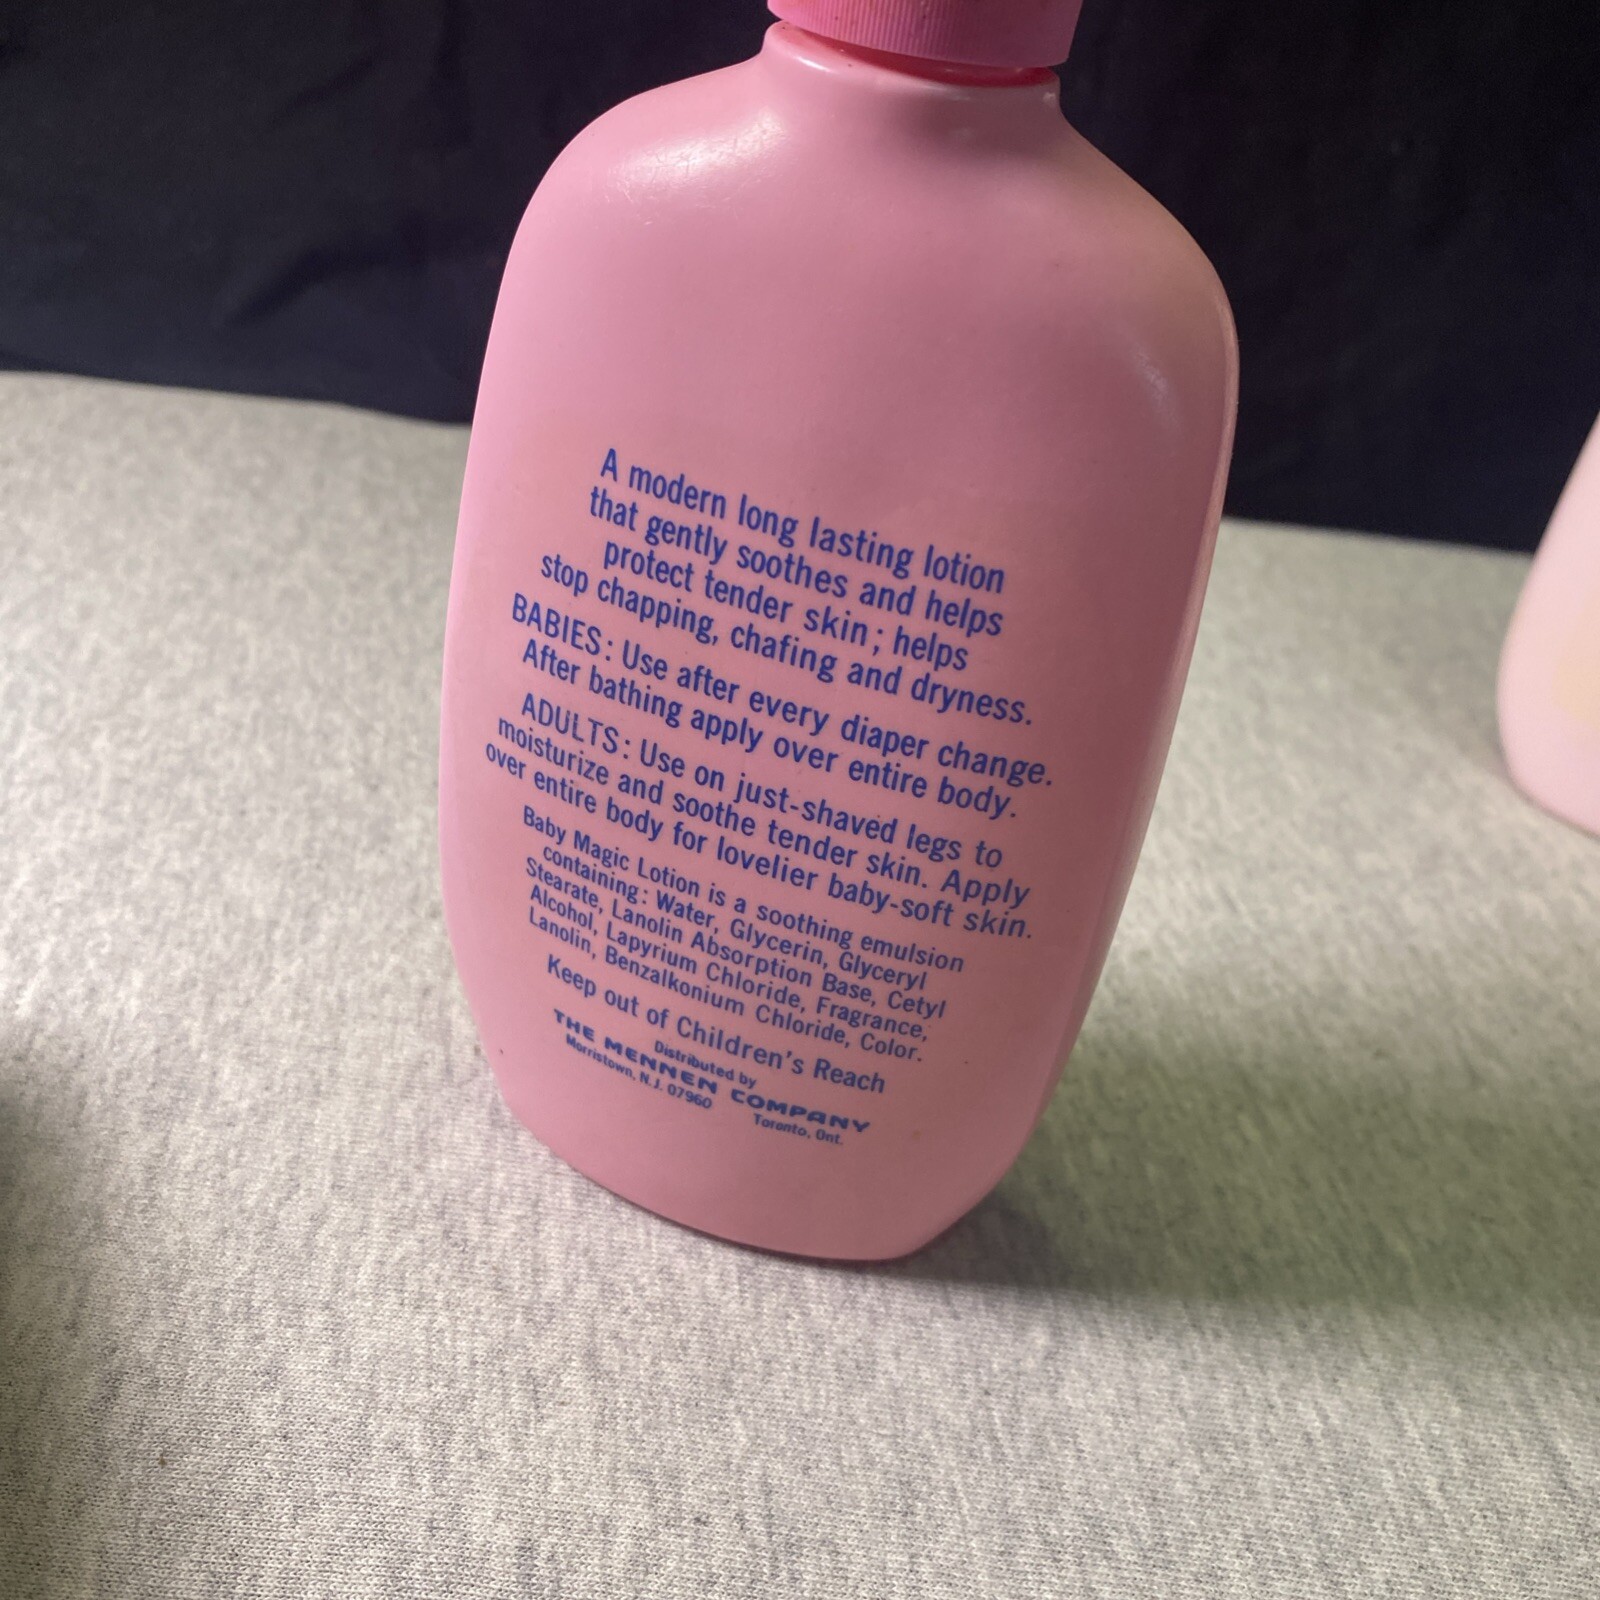 A modern long lasting lotion
that gently soothes and helps
protect tender skin; helps
stop chapping, chafing and dryness.
BABIES: Use after every diaper change.
After bathing apply over entire body.
ADULTS: Use on just-shaved legs to
moisturize and soothe tender skin. Apply
over entire body for lovelier baby-soft skin.
Baby Magic Lotion is a soothing emulsion
containing: Water, Glycerin, Glyceryl
Stearate, Lanolin Absorption Base, Cetyl
Alcohol, Lapyrium Chloride, Fragrance,
Lanolin, Benzalkonium Chloride, Color.
Keep out of Children's Reach
Distributed by
THE MENNEN COMPANY
Morristown, N.J. 07960 Toronto, Ont.